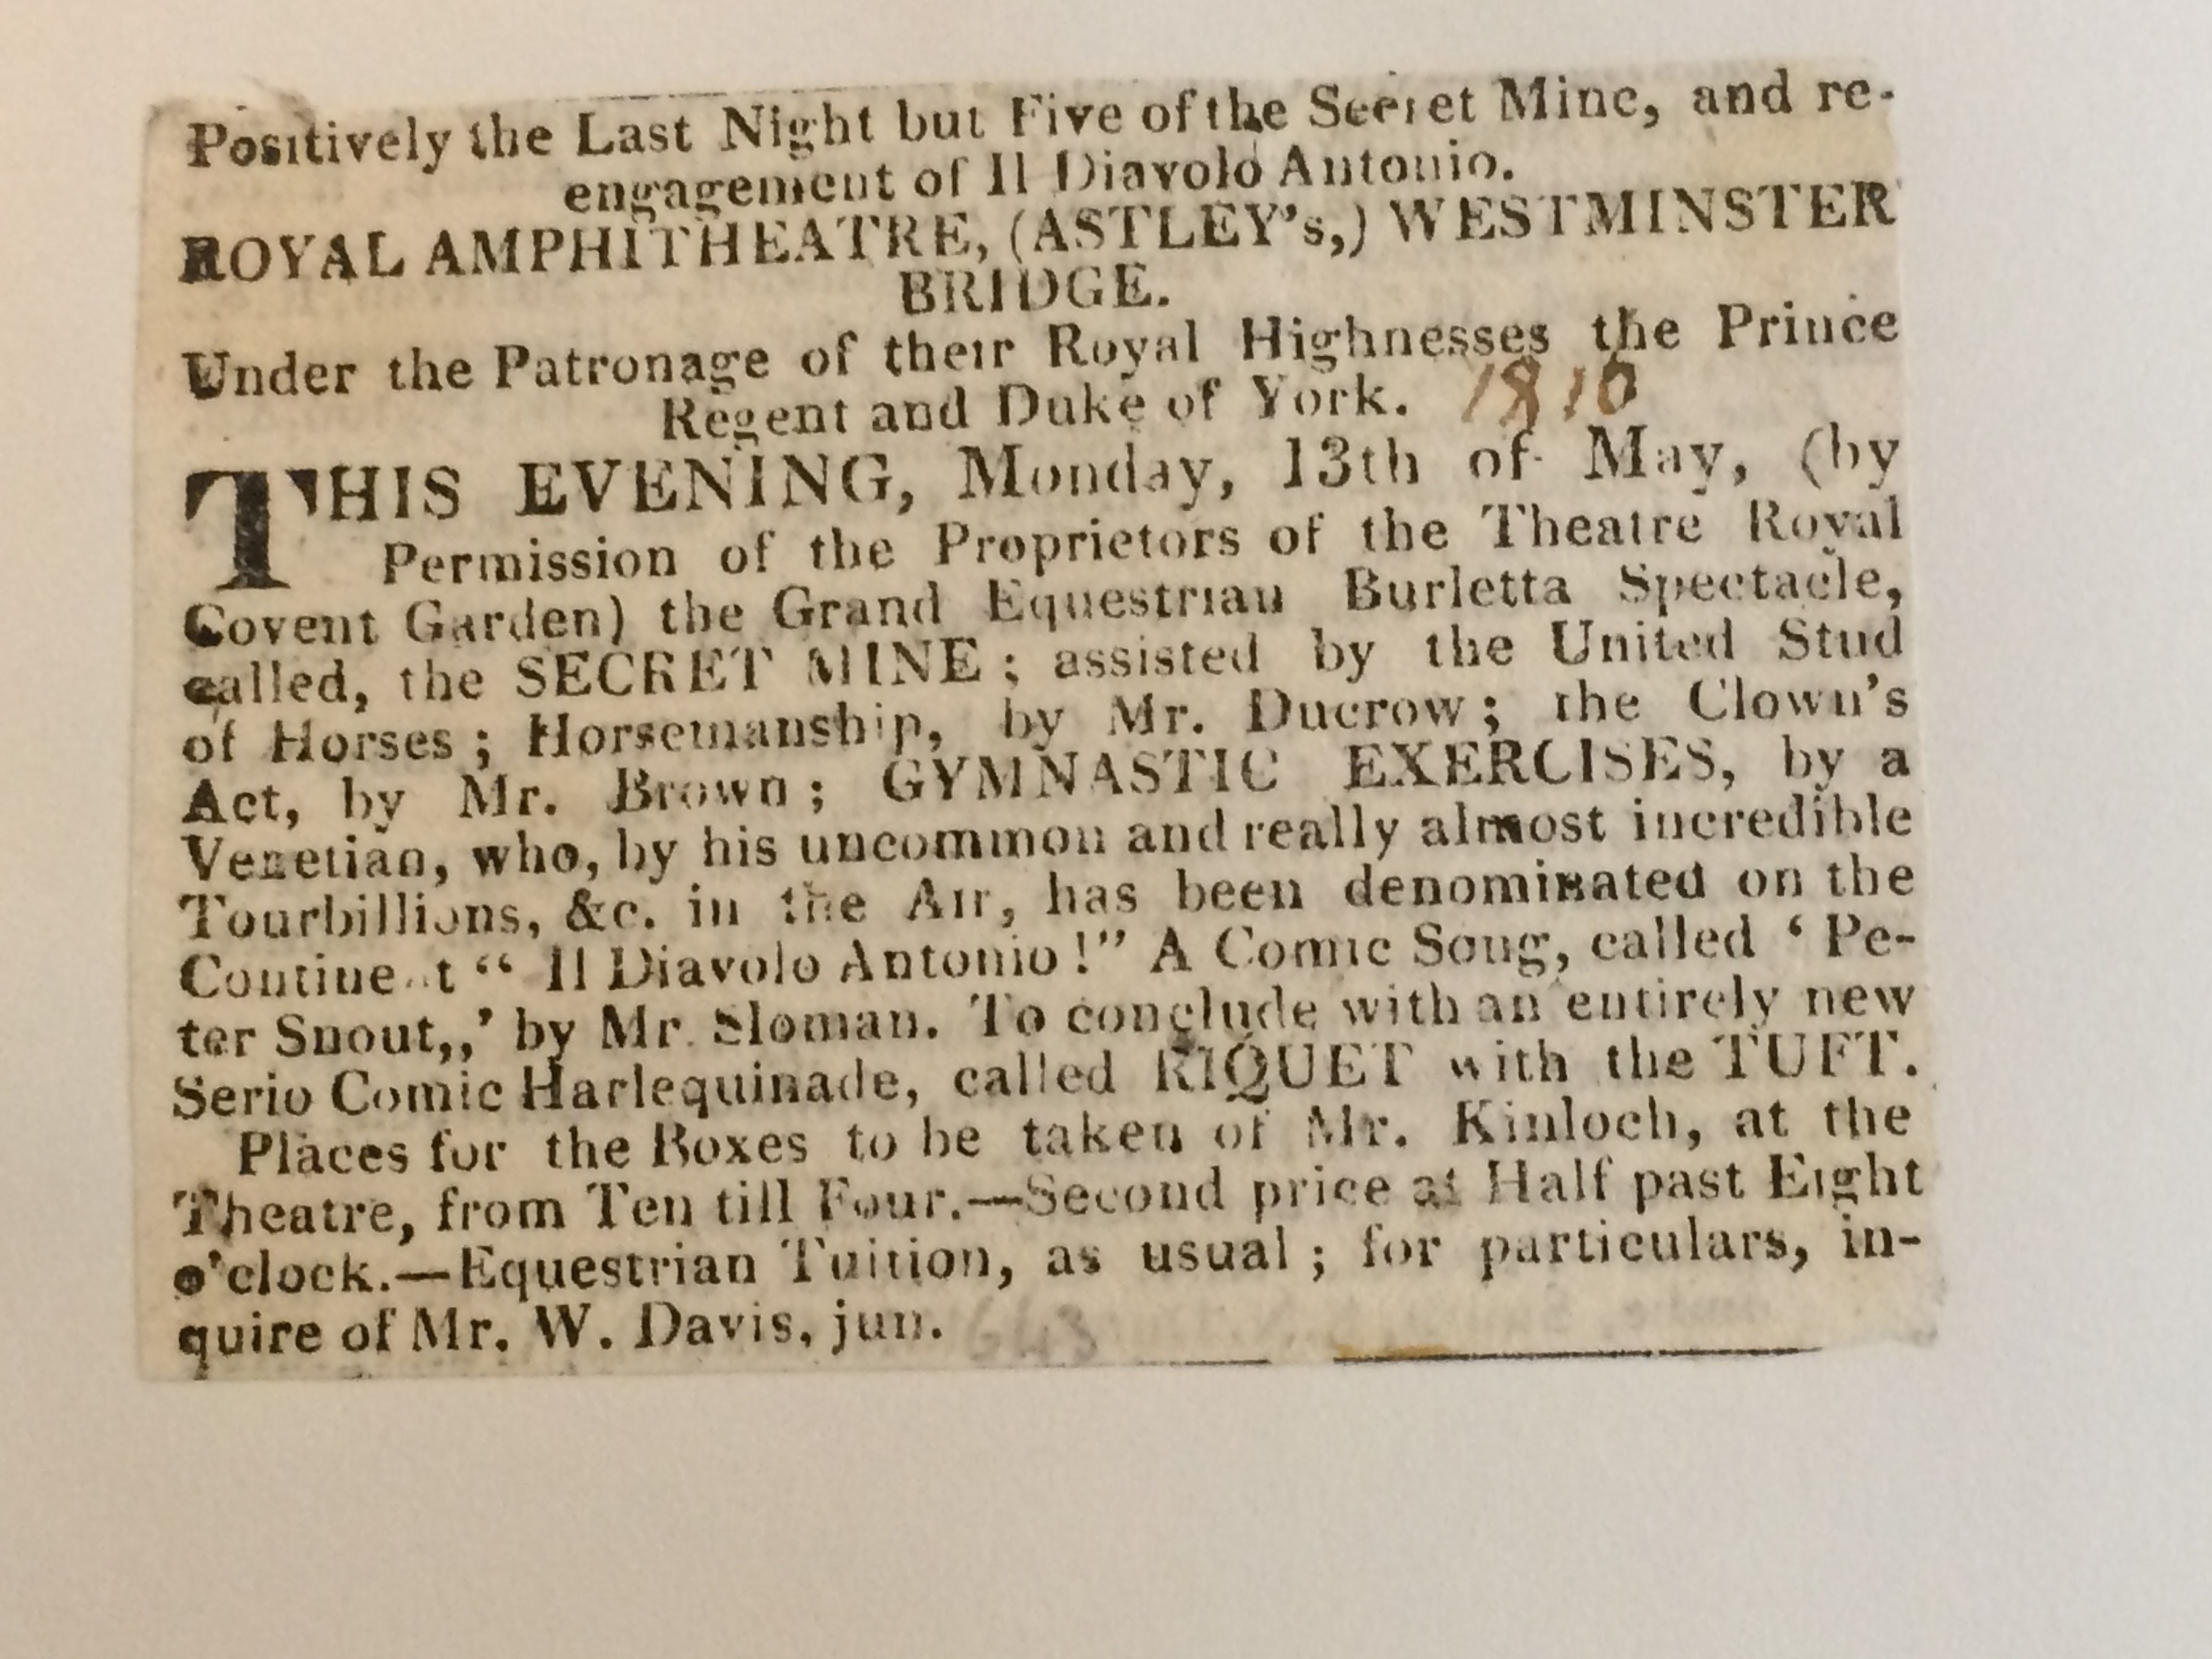 Positively the Last Night but Five of the Secret Mine, and re-
engagement of Il Diavolo Antonio.
ROYAL AMPHITHEATRE, (ASTLEY's,) WESTMINSTER
BRIDGE.
Under the Patronage of their Royal Highnesses the Prince
Regent and Duke of York. 1816
THIS EVENING, Monday, 13th of May, (by
Permission of the Proprietors of the Theatre Royal
Covent Garden) the Grand Equestrian Burletta Spectacle,
called, the SECRET MINE ; assisted by the United Stud
of Horses ; Horsemanship, by Mr. Ducrow ; the Clown's
Act, by Mr. Brown ; GYMNASTIC EXERCISES, by a
Venetian, who, by his uncommon and really almost incredible
Tourbillions, &c. in the Air, has been denominated on the
Continent “ Il Diavolo Antonio !” A Comic Song, called ‘ Pe-
ter Snout,,’ by Mr. Sloman. To conclude with an entirely new
Serio Comic Harlequinade, called RIQUET with the TUFT.
Places for the Boxes to be taken of Mr. Kinloch, at the
Theatre, from Ten till Four.—Second price at Half past Eight
o'clock.—Equestrian Tuition, as usual ; for particulars, in-
quire of Mr. W. Davis, jun.